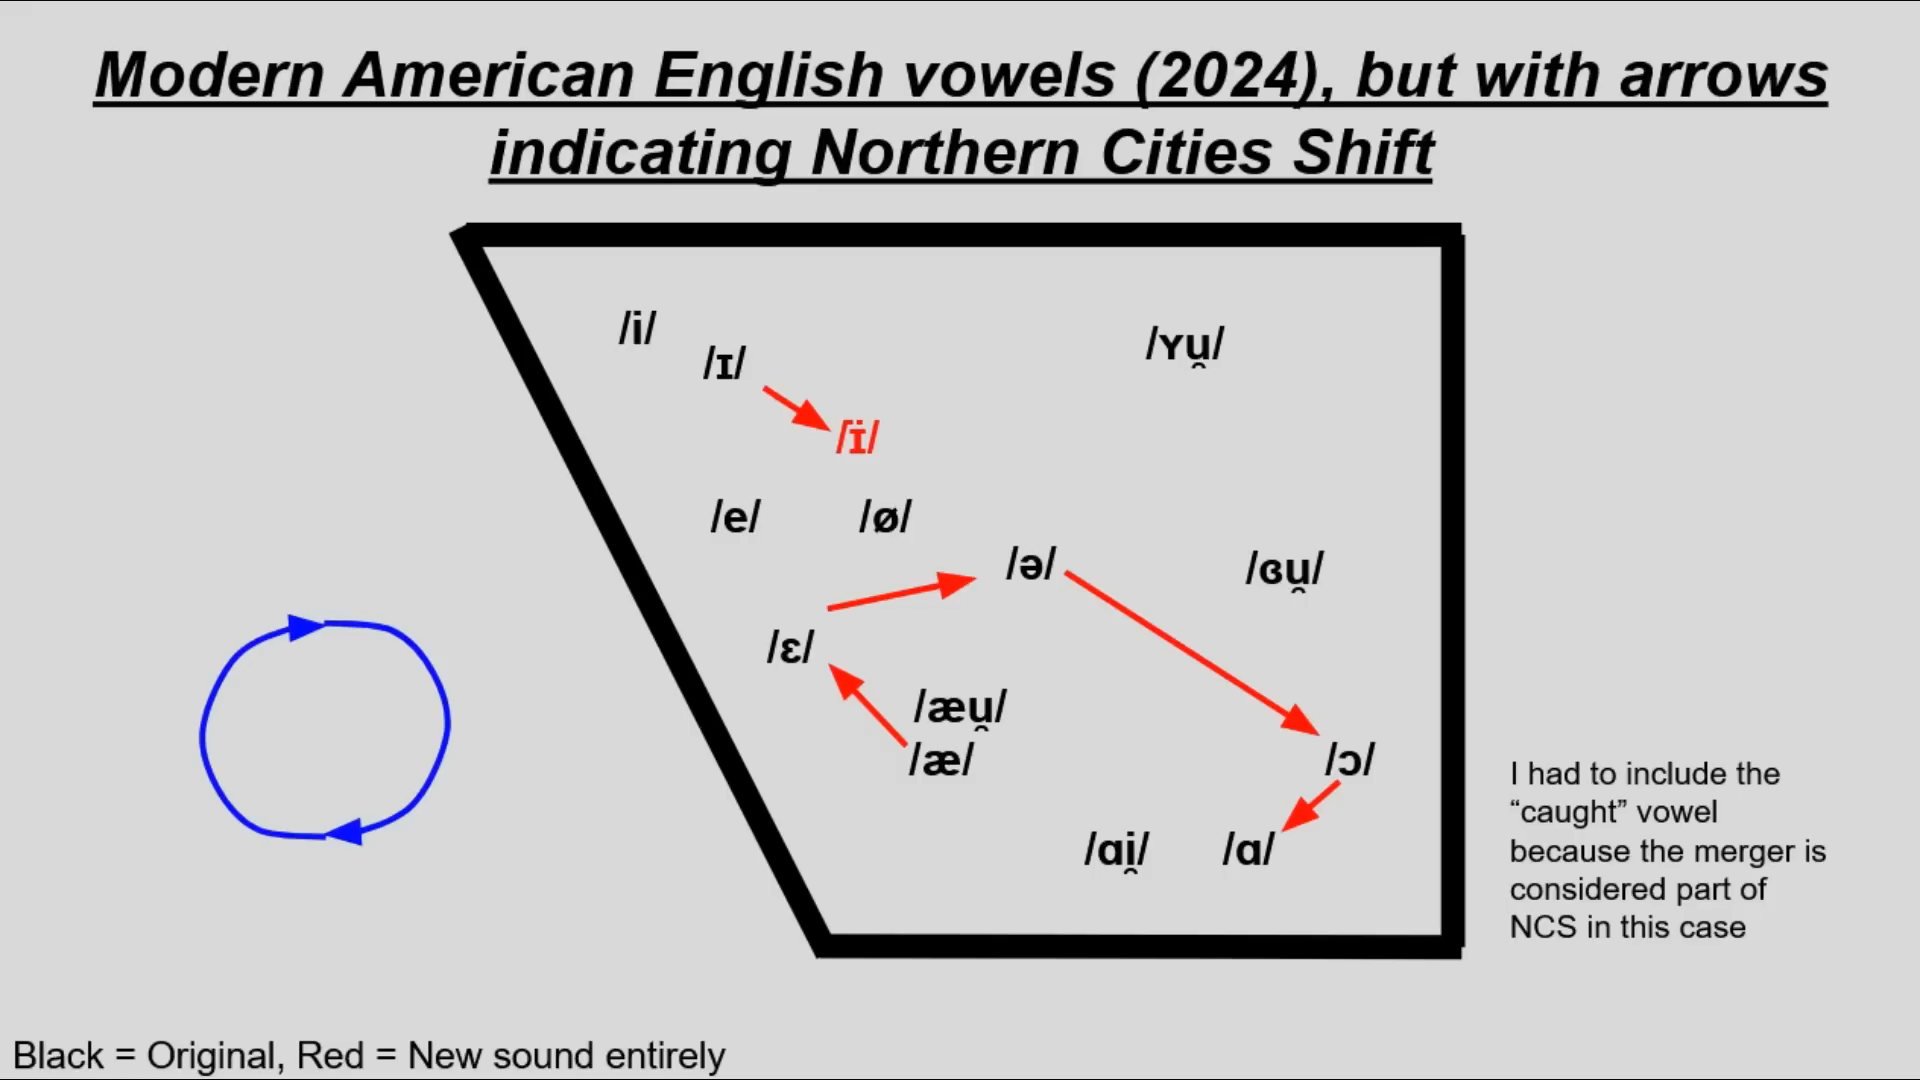 Modern American English vowels (2024), but with arrows
indicating Northern Cities Shift
/i/
/ʏu̯/
/ɪ/
/ɪ̈/
/e/ /ø/
/ə/ /ɞu̯/
/ɛ/
/æu̯/
/æ/ /ɔ/
/ɑi̯/ /ɑ/
I had to include the
“caught” vowel
because the merger is
considered part of
NCS in this case
Black = Original, Red = New sound entirely